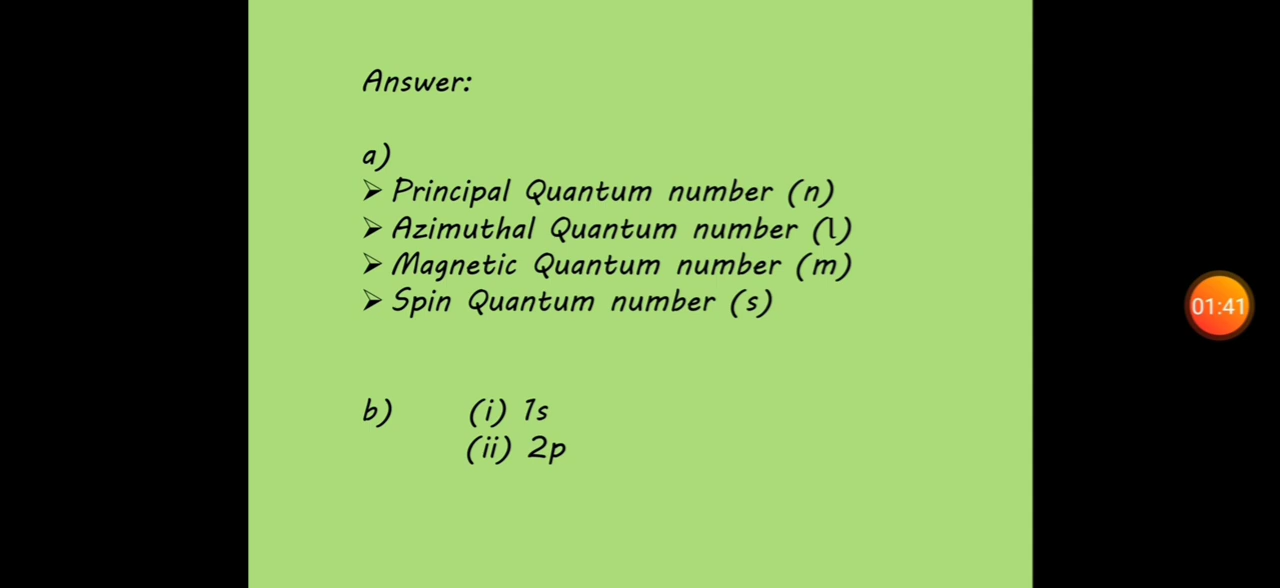 Answer:
a)
➢ Principal Quantum number (n)
➢ Azimuthal Quantum number (l)
➢ Magnetic Quantum number (m)
➢ Spin Quantum number (s)
b) (i) 1s
(ii) 2p
01:41